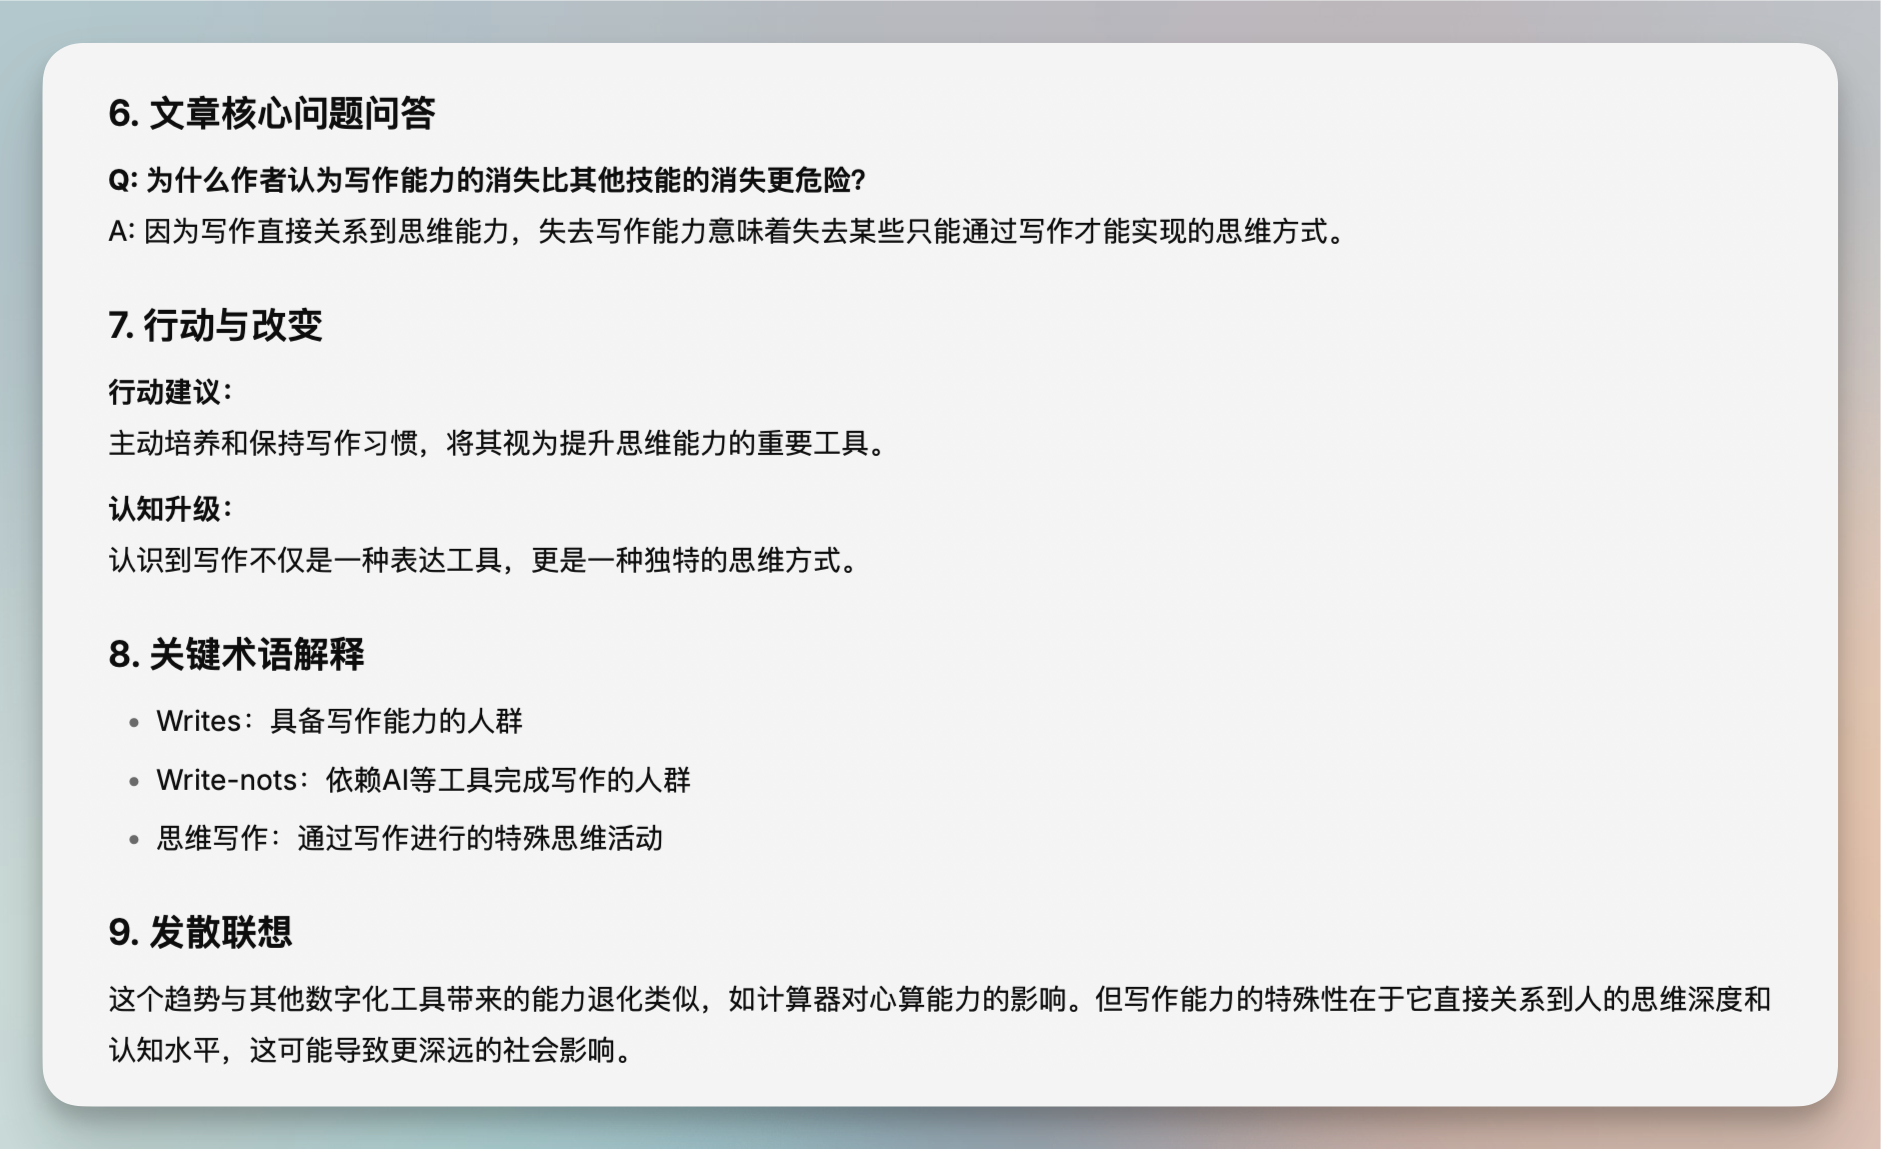 6. 文章核心问题问答
Q: 为什么作者认为写作能力的消失比其他技能的消失更危险?
A: 因为写作直接关系到思维能力，失去写作能力意味着失去某些只能通过写作才能实现的思维方式。
7. 行动与改变
行动建议：
主动培养和保持写作习惯，将其视为提升思维能力的重要工具。
认知升级：
认识到写作不仅是一种表达工具，更是一种独特的思维方式。
8. 关键术语解释
• Writes：具备写作能力的人群
• Write-nots：依赖AI等工具完成写作的人群
• 思维写作：通过写作进行的特殊思维活动
9. 发散联想
这个趋势与其他数字化工具带来的能力退化类似，如计算器对心算能力的影响。但写作能力的特殊性在于它直接关系到人的思维深度和
认知水平，这可能导致更深远的社会影响。